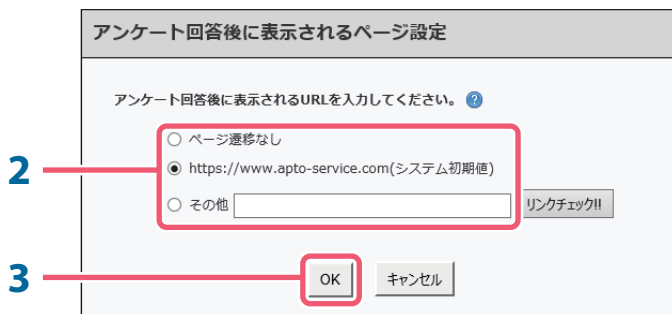 アンケート回答後に表示されるページ設定
アンケート回答後に表示されるURLを入力してください。 ?
ページ遷移なし
2 https://www.apto-service.com(システム初期値)
その他 リンクチェック!!
3 OK キャンセル